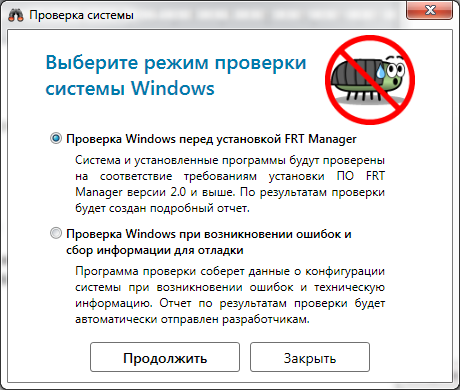 Проверка системы
Выберите режим проверки
системы Windows
Проверка Windows перед установкой FRT Manager
Система и установленные программы будут проверены
на соответствие требованиям установки ПО FRT
Manager версии 2.0 и выше. По результатам проверки
будет создан подробный отчет.
Проверка Windows при возникновении ошибок и
сбор информации для отладки
Программа проверки соберет данные о конфигурации
системы при возникновении ошибок и техническую
информацию. Отчет по результатам проверки будет
автоматически отправлен разработчикам.
Продолжить
Закрыть